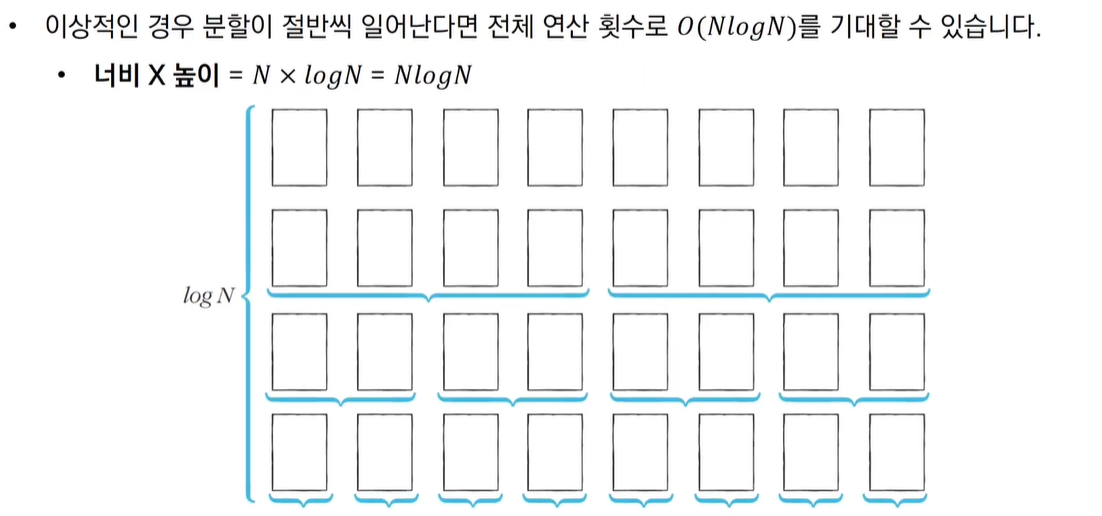 • 이상적인 경우 분할이 절반씩 일어난다면 전체 연산 횟수로 O(NlogN)를 기대할 수 있습니다.
• 너비 X 높이 = N × logN = NlogN
log N